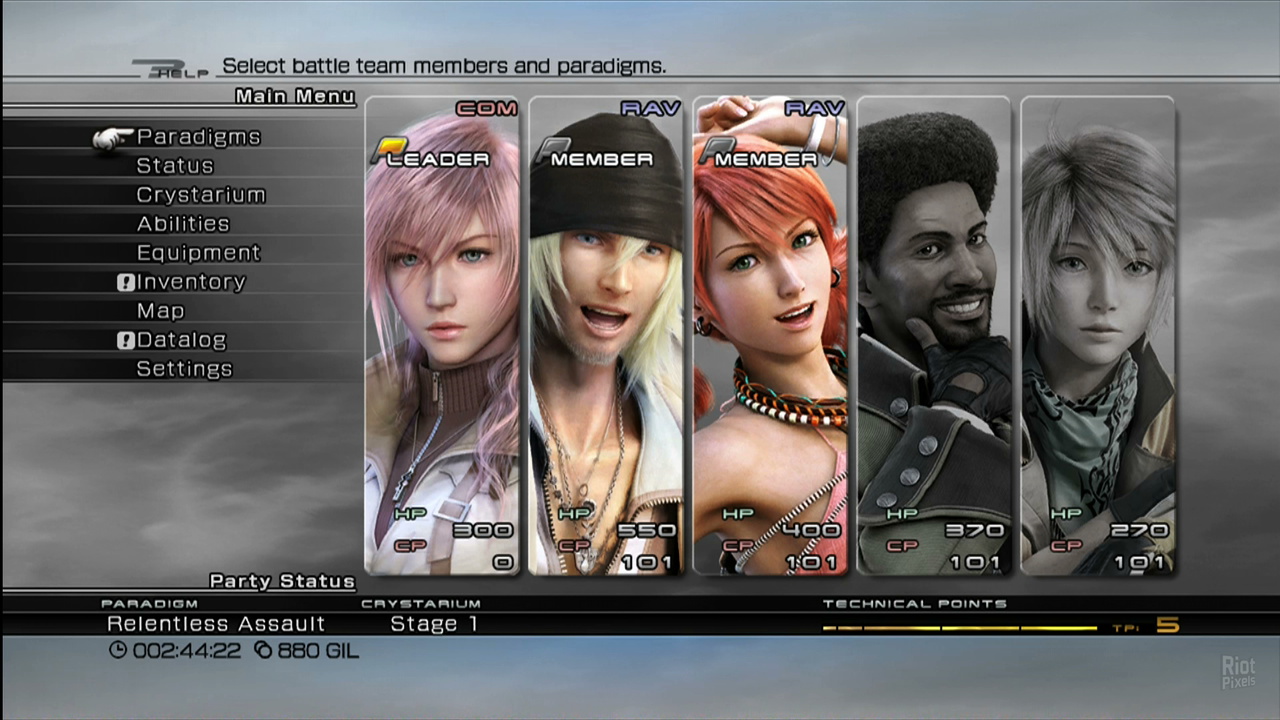 HELP Select battle team members and paradigms.
Main Menu
Paradigms
Status
Crystarium
Abilities
Equipment
! Inventory
Map
! Datalog
Settings
COM
LEADER
HP 300
CP 0
RAV
MEMBER
HP 550
CP 101
RAV
MEMBER
HP 400
CP 101
HP 370
CP 101
HP 270
CP 101
Party Status
PARADIGM CRYSTARIUM TECHNICAL POINTS
Relentless Assault Stage 1 TP: 5
002:44:22 880 GIL
Riot
Pixels